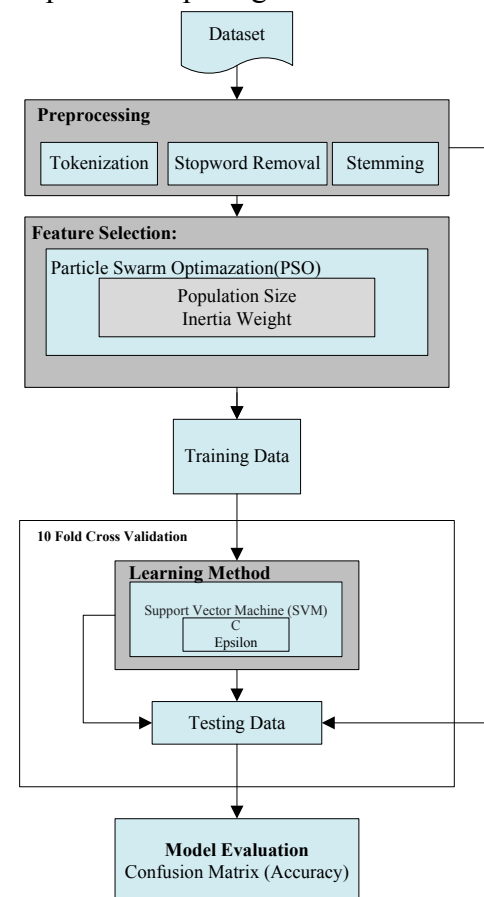 Dataset
Preprocessing
Tokenization
Stopword Removal
Stemming
Feature Selection:
Particle Swarm Optimazation(PSO)
Population Size
Inertia Weight
Training Data
10 Fold Cross Validation
Learning Method
Support Vector Machine (SVM)
C
Epsilon
Testing Data
Model Evaluation
Confusion Matrix (Accuracy)